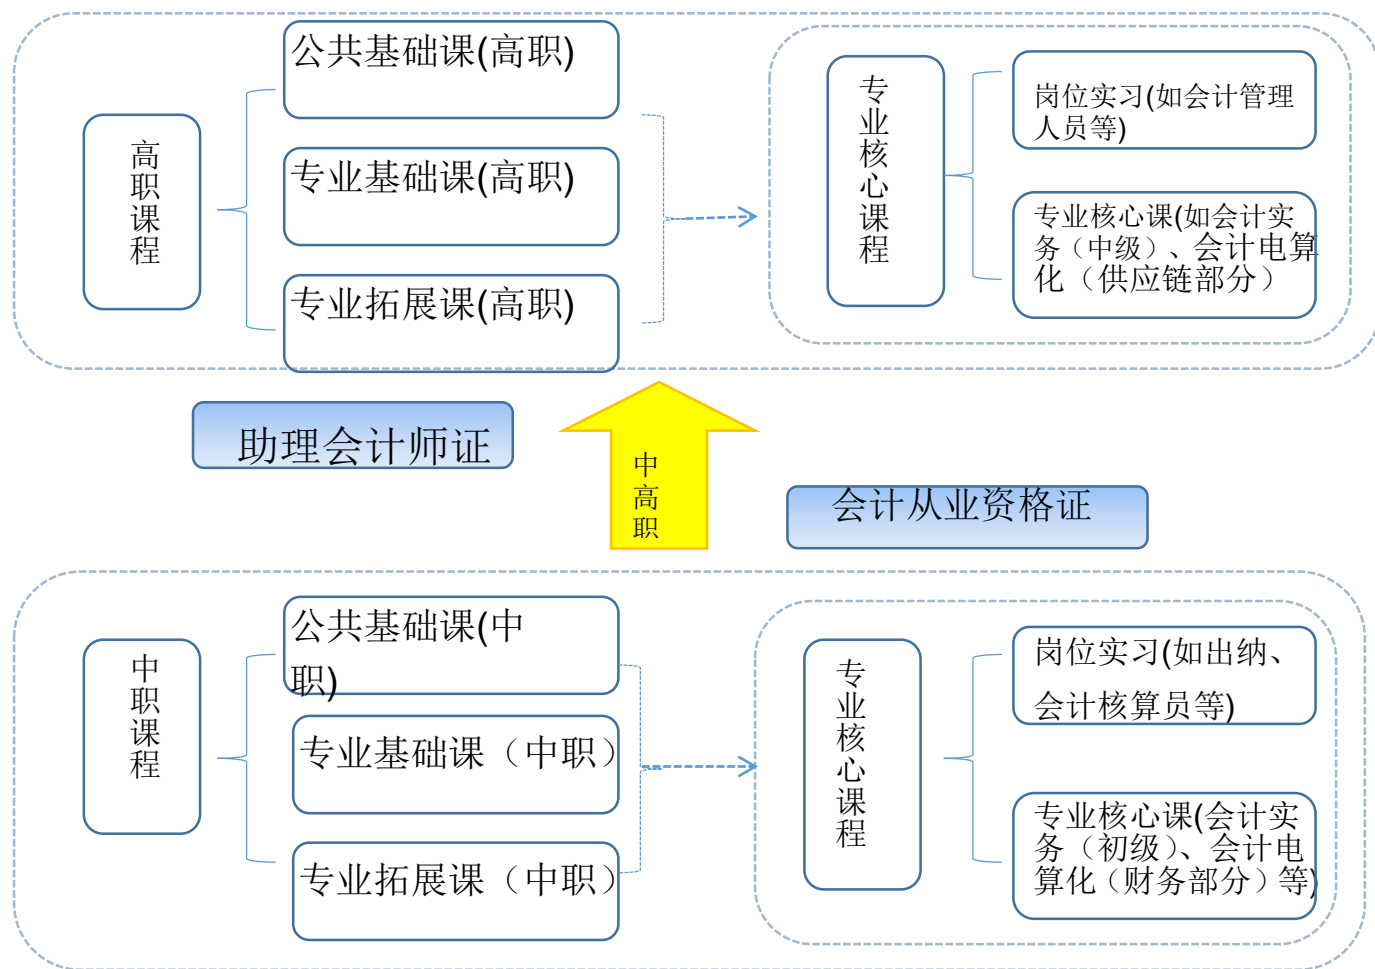 高职课程
公共基础课(高职)
专业基础课(高职)
专业拓展课(高职)
专业核心课程
岗位实习(如会计管理
人员等)
专业核心课(如会计实
务（中级）、会计电算
化（供应链部分）
助理会计师证
中高职
会计从业资格证
中职课程
公共基础课(中
职)
专业基础课（中职）
专业拓展课（中职）
专业核心课程
岗位实习(如出纳、
会计核算员等)
专业核心课(会计实
务（初级）、会计电
算化（财务部分）等)